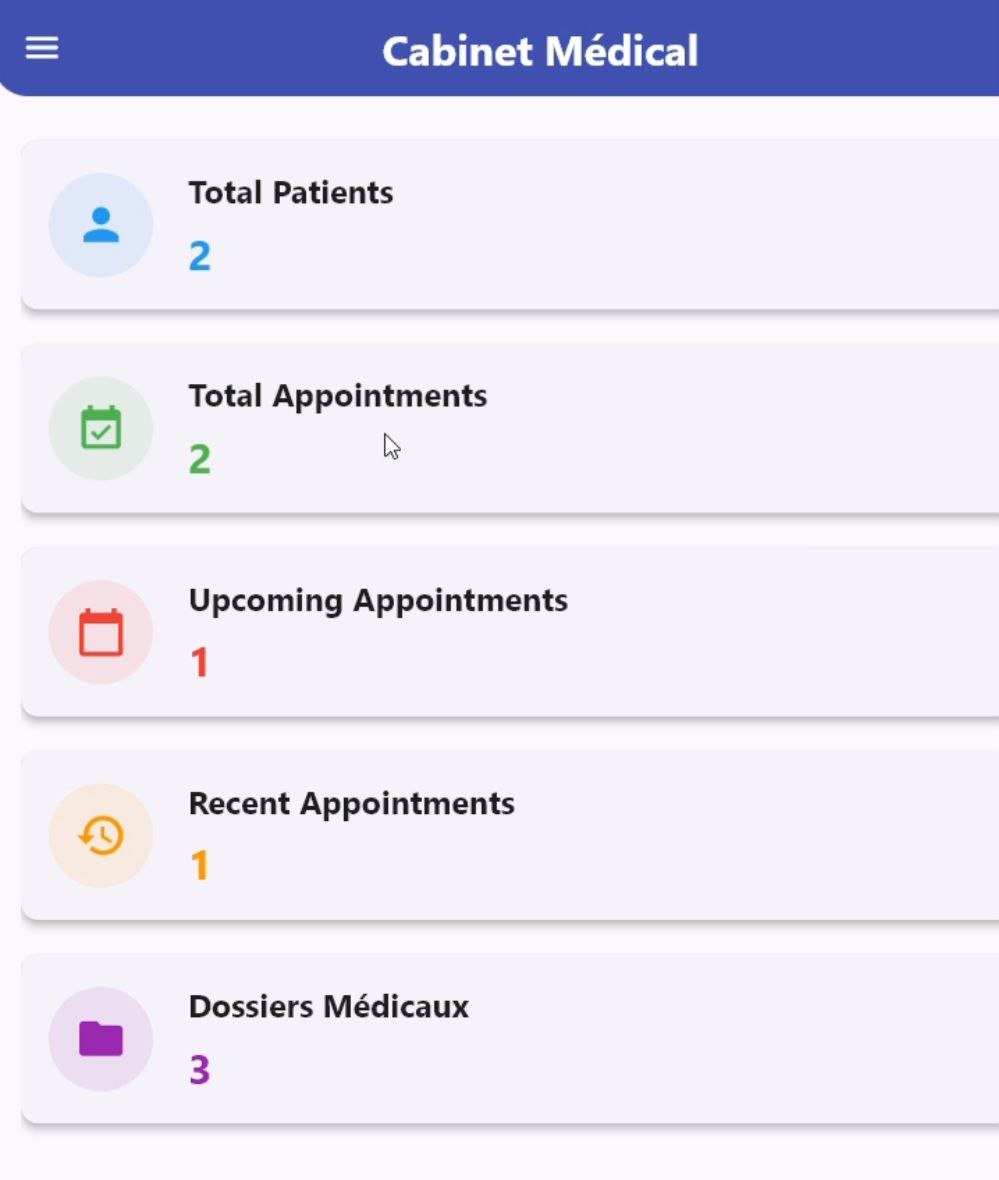 Cabinet Médical
Total Patients
2
Total Appointments
2
Upcoming Appointments
1
Recent Appointments
1
Dossiers Médicaux
3